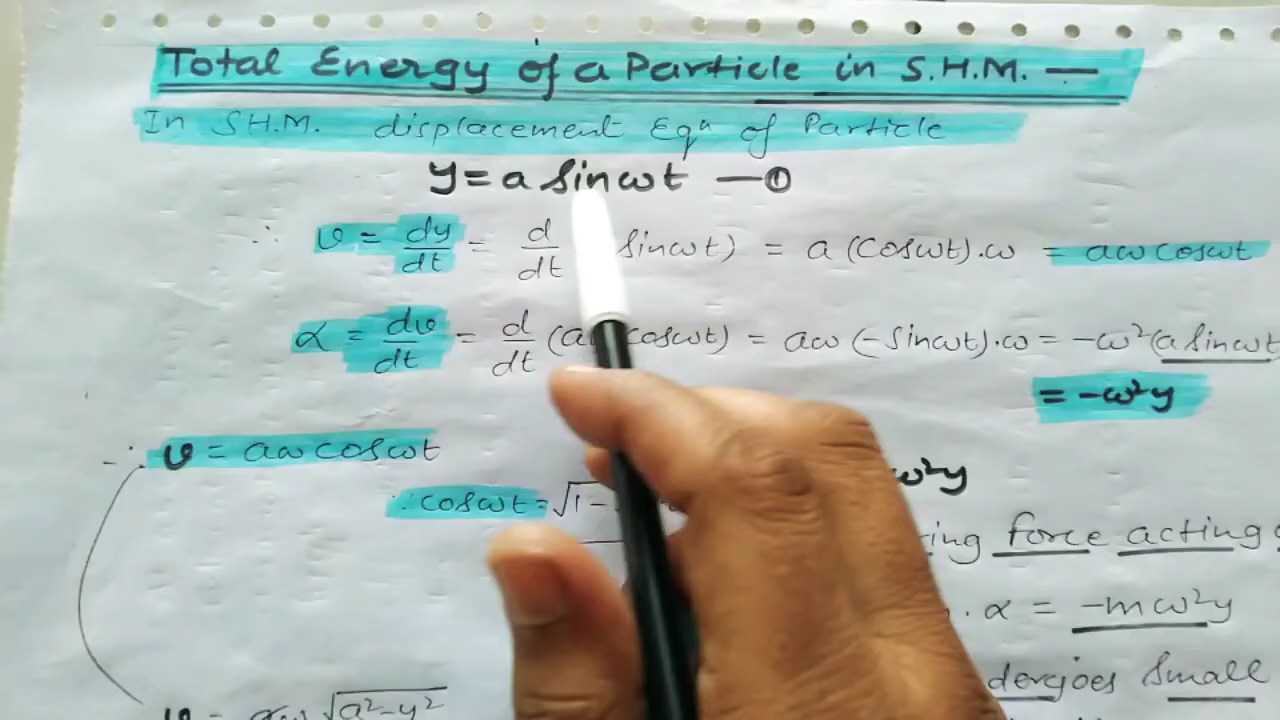 Total Energy of a Particle in S.H.M. —
In S.H.M. displacement Eqⁿ of Particle
y = a sinωt —①
∴ v = dy/dt = d/dt sinωt) = a (cosωt).ω = aω cosωt
α = dv/dt = d/dt (a cosωt) = aω (-sinωt).ω = -ω²(a sinωt
= -ω²y
∴ v = aω cosωt
ω²y
∴ cosωt = √1-
force acting
. α = -mω²y
derjoes Small
√a²-y²